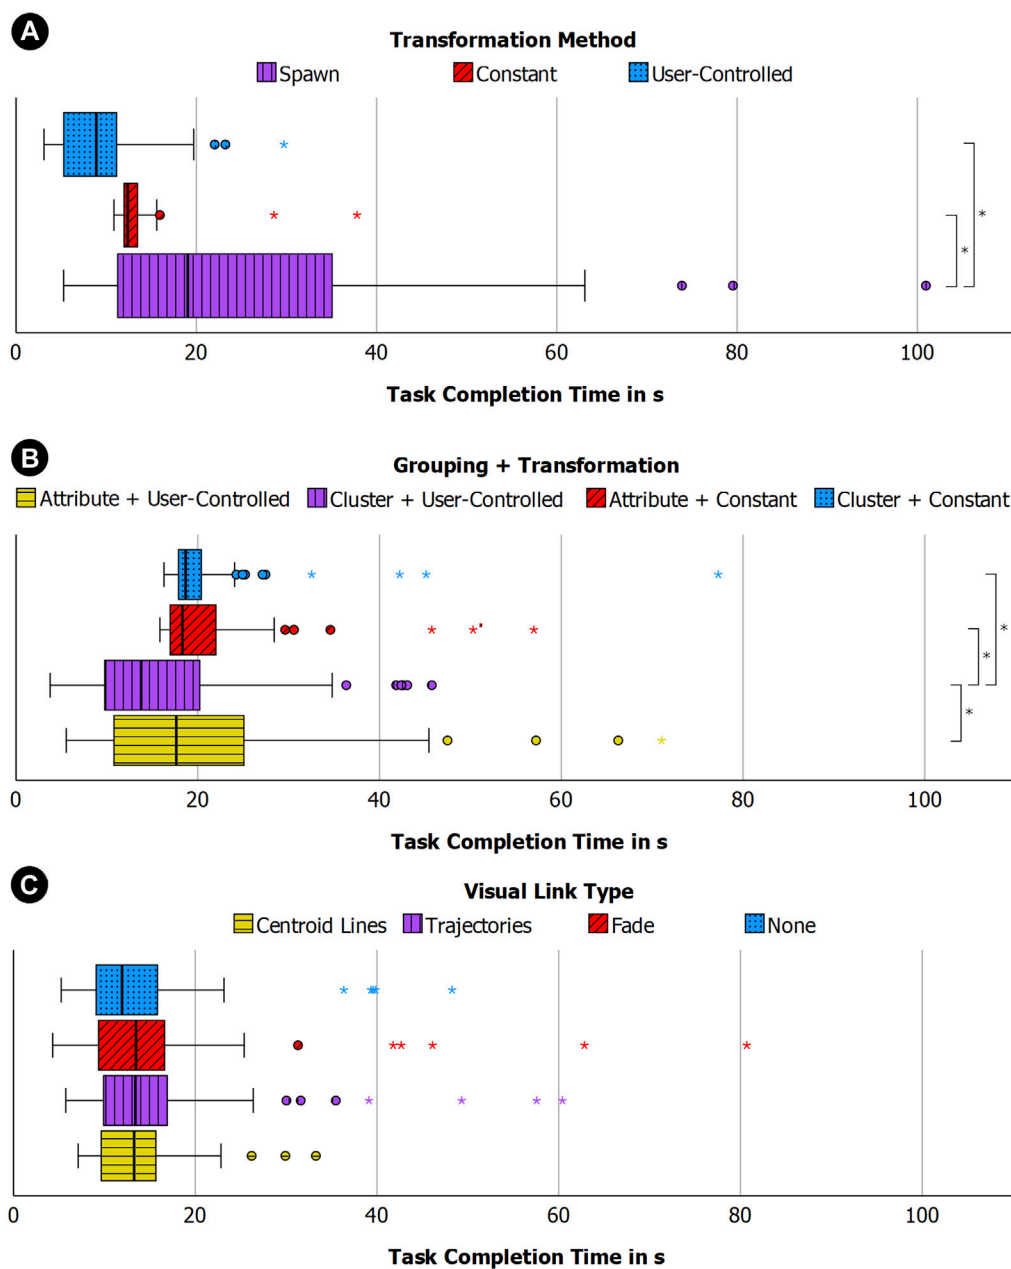 A
Transformation Method
Spawn Constant User-Controlled
*
*
0 20 40 60 80 100
Task Completion Time in s
B
Grouping + Transformation
Attribute + User-Controlled Cluster + User-Controlled Attribute + Constant Cluster + Constant
*
*
*
0 20 40 60 80 100
Task Completion Time in s
C
Visual Link Type
Centroid Lines Trajectories Fade None
0 20 40 60 80 100
Task Completion Time in s